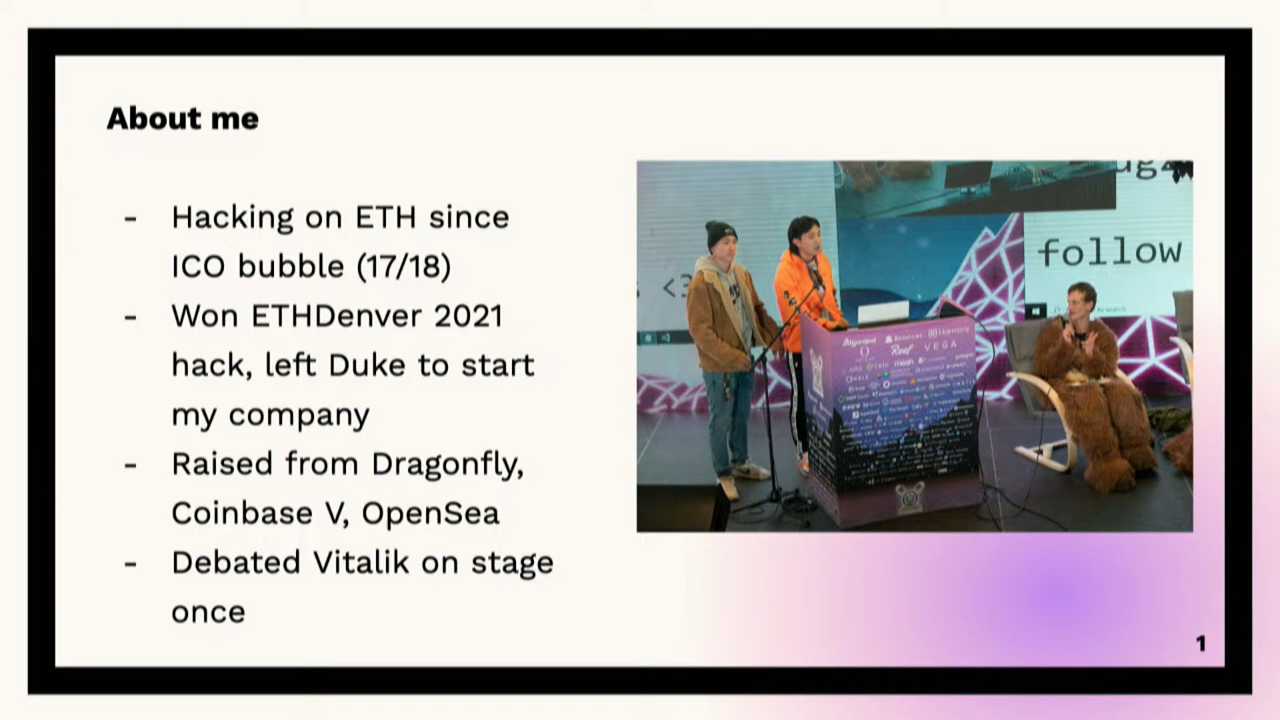 About me
- Hacking on ETH since
ICO bubble (17/18)
- Won ETHDenver 2021
hack, left Duke to start
my company
- Raised from Dragonfly,
Coinbase V, OpenSea
- Debated Vitalik on stage
once
follow
<3
Algorand
Balancer
Harmony
Reef
VEGA
1